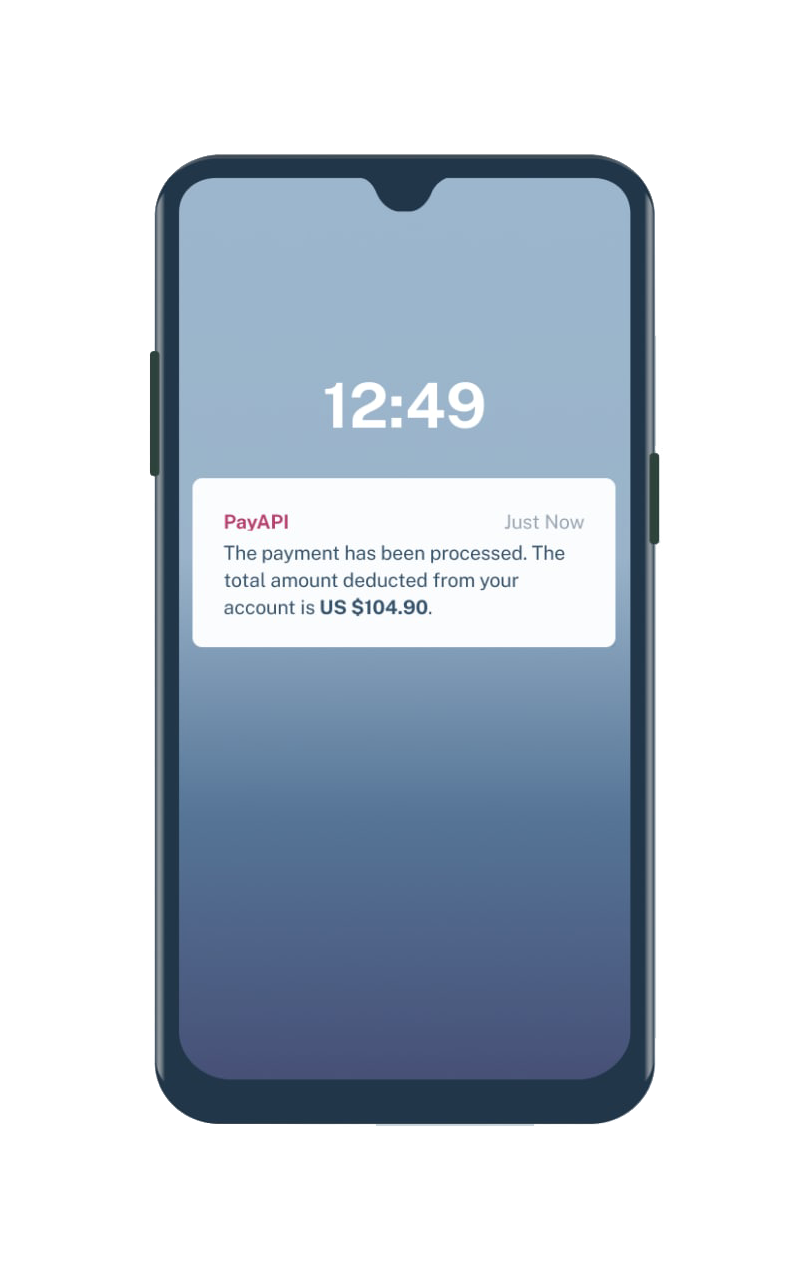 12:49
PayAPI Just Now
The payment has been processed. The
total amount deducted from your
account is US $104.90.